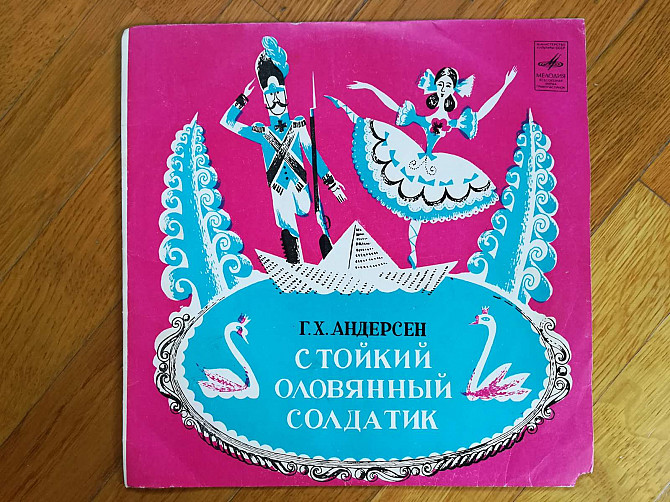 МЕЛОДИЯ
Г. Х. АНДЕРСЕН
СТОЙКИЙ
ОЛОВЯННЫЙ
СОЛДАТИК